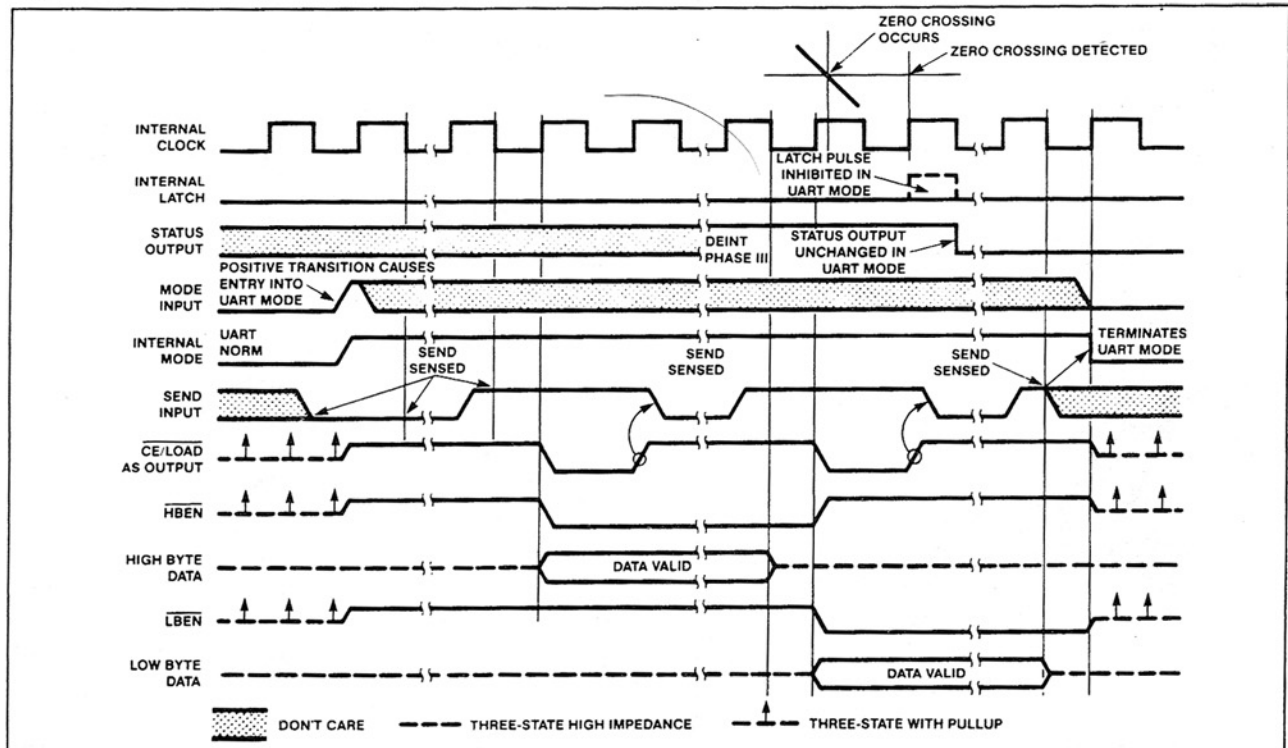 ZERO CROSSING
OCCURS
ZERO CROSSING DETECTED
INTERNAL
CLOCK
LATCH PULSE
INHIBITED IN
UART MODE
INTERNAL
LATCH
STATUS
OUTPUT
DEINT
PHASE III
STATUS OUTPUT
UNCHANGED IN
UART MODE
POSITIVE TRANSITION CAUSES
ENTRY INTO
UART MODE
MODE
INPUT
INTERNAL
MODE
UART
NORM
SEND
SENSED
SEND
SENSED
SEND
SENSED
TERMINATES
UART MODE
SEND
INPUT
CE/LOAD
AS OUTPUT
HBEN
HIGH BYTE
DATA
DATA VALID
LBEN
LOW BYTE
DATA
DATA VALID
DON'T CARE
THREE-STATE HIGH IMPEDANCE
THREE-STATE WITH PULLUP